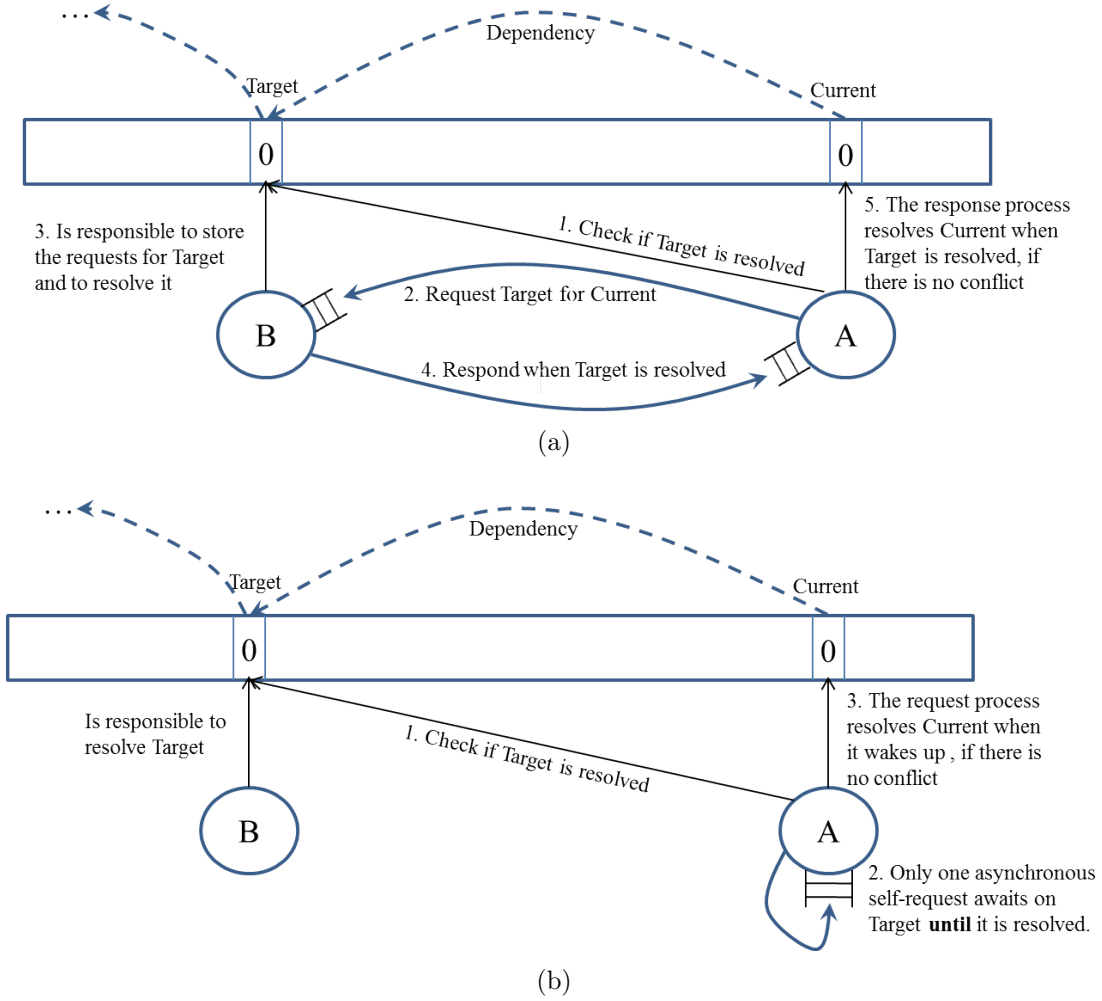 ...
Dependency
Target
Current
0
0
3. Is responsible to store
the requests for Target
and to resolve it
1. Check if Target is resolved
5. The response process
resolves Current when
Target is resolved, if
there is no conflict
2. Request Target for Current
B
A
4. Respond when Target is resolved
(a)
...
Dependency
Target
Current
0
0
Is responsible to
resolve Target
1. Check if Target is resolved
3. The request process
resolves Current when
it wakes up , if there is
no conflict
B
A
2. Only one asynchronous
self-request awaits on
Target until it is resolved.
(b)